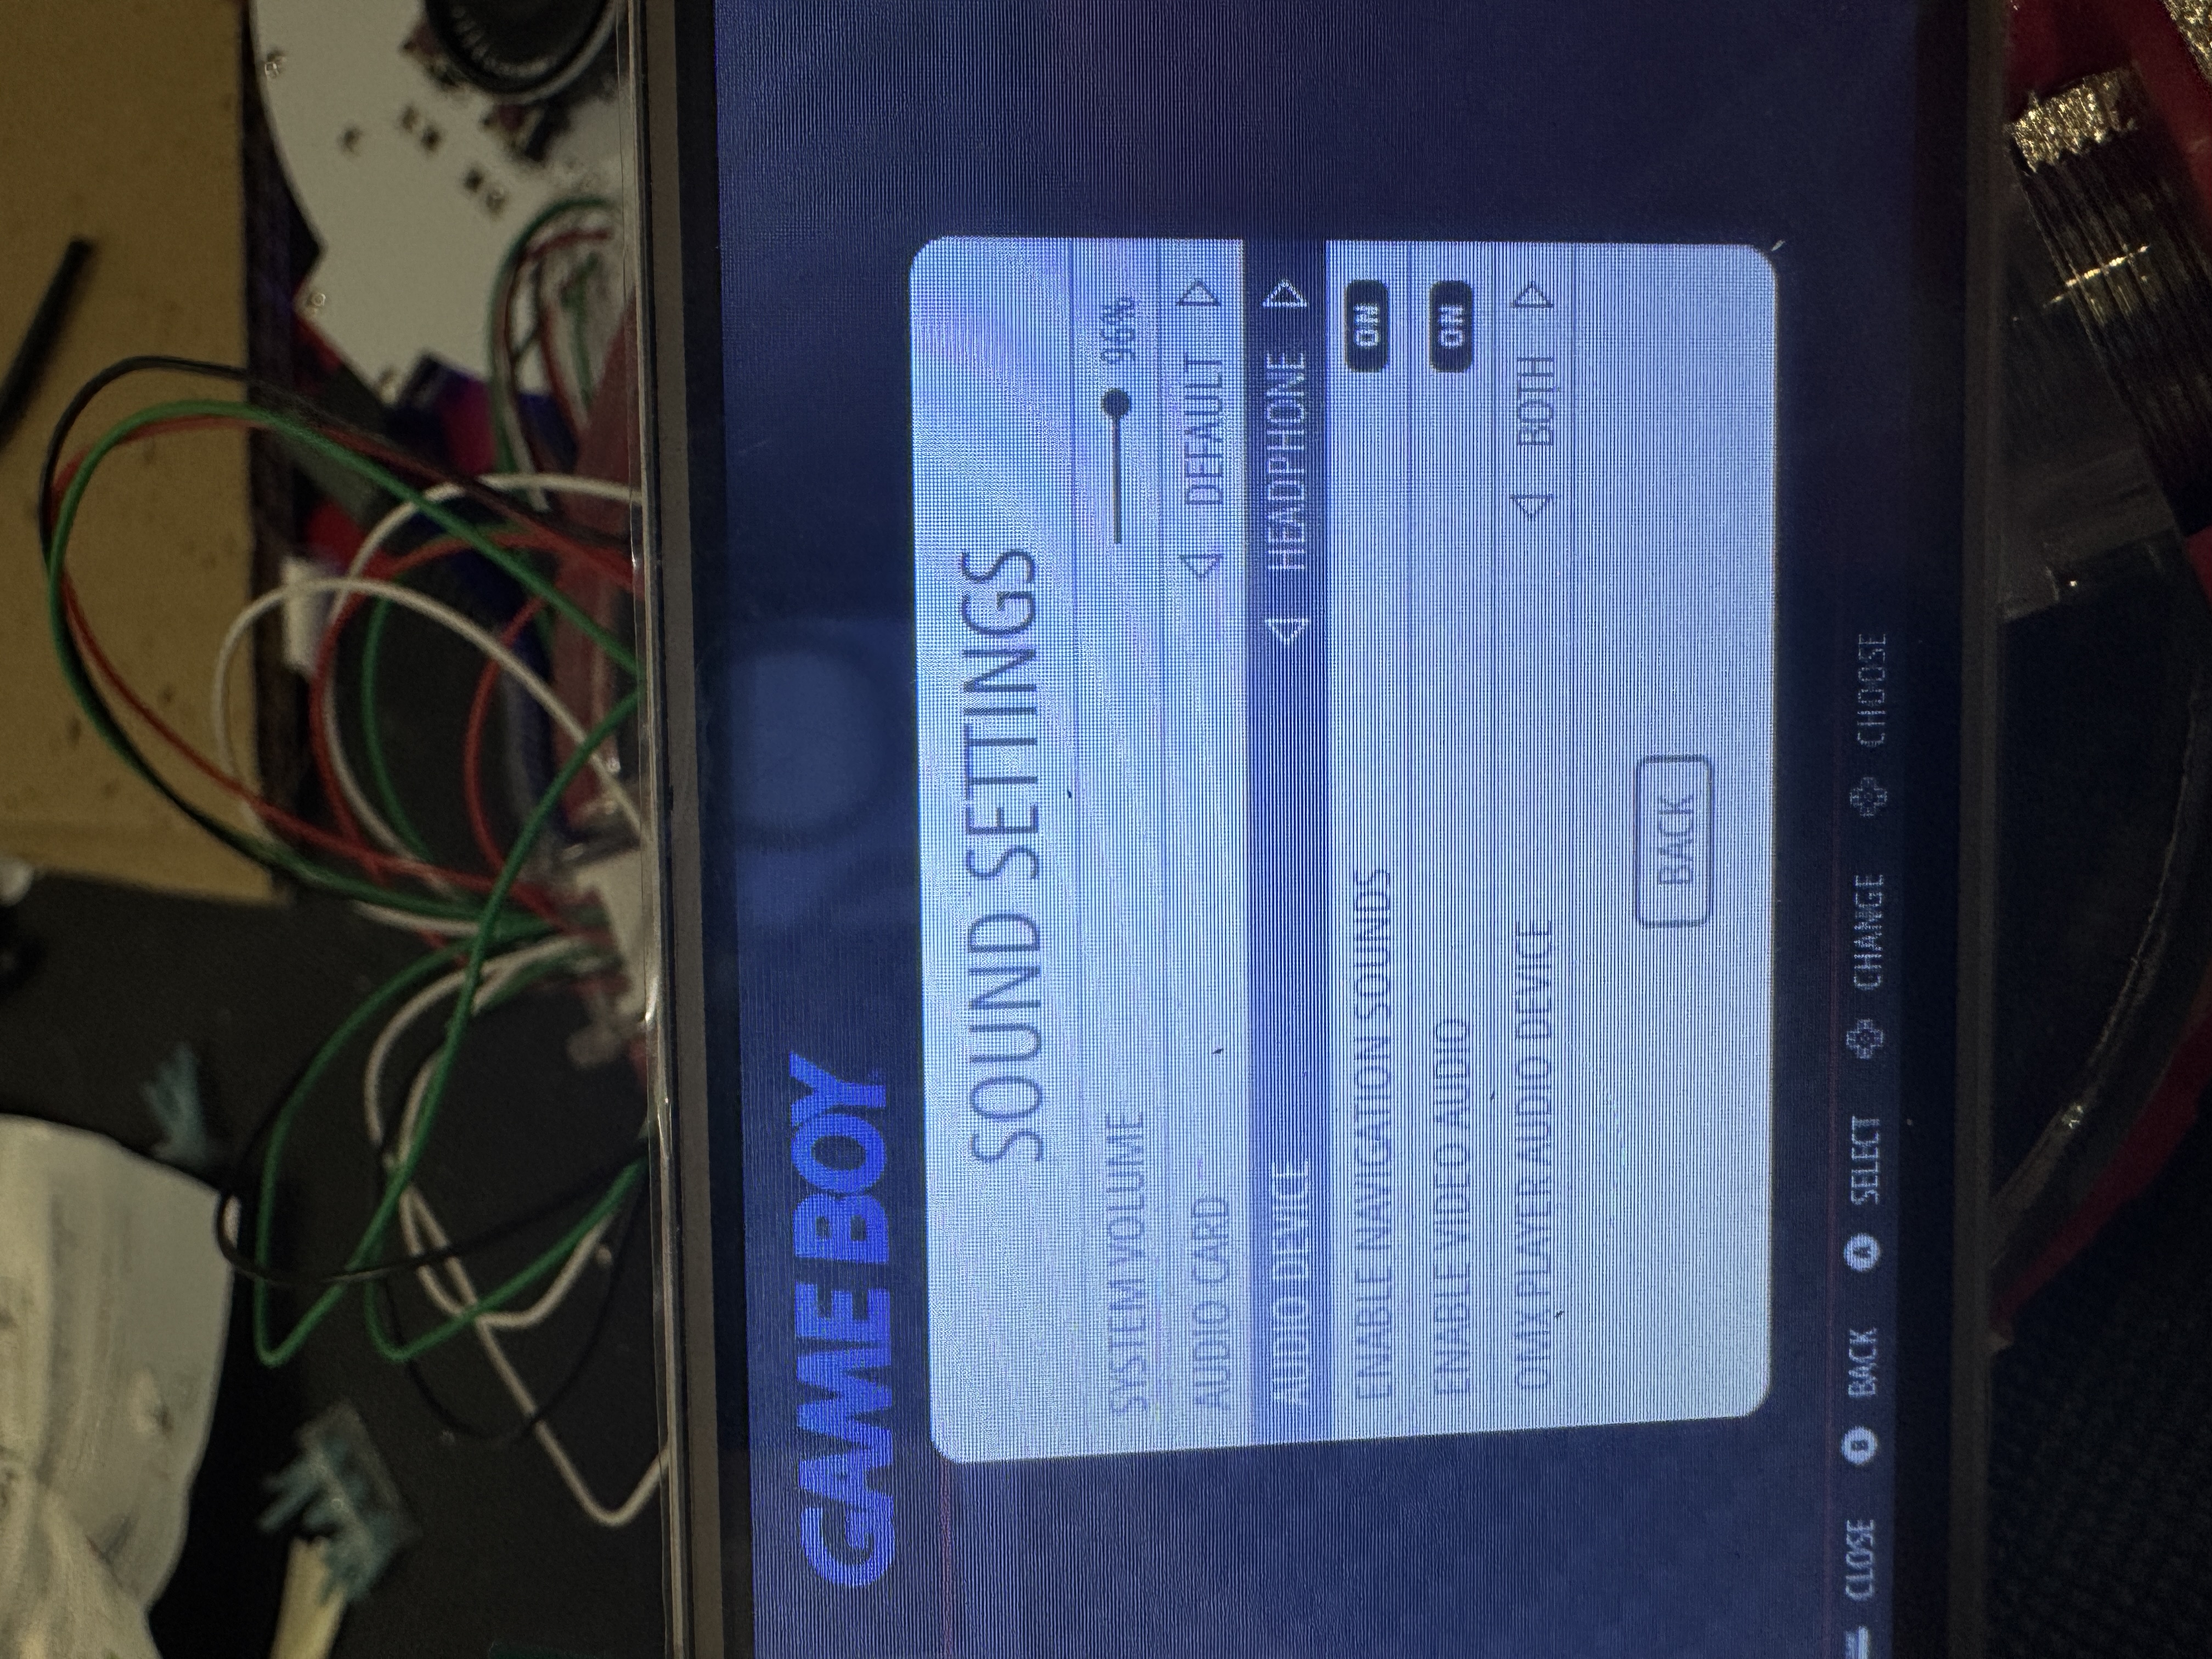 GAME BOY
SOUND SETTINGS
SYSTEM VOLUME 96%
AUDIO CARD DEFAULT
AUDIO DEVICE HEADPHONE
ENABLE NAVIGATION SOUNDS ON
ENABLE VIDEO AUDIO ON
OMX PLAYER AUDIO DEVICE BOTH
BACK
CLOSE B BACK A SELECT CHANGE CHOOSE